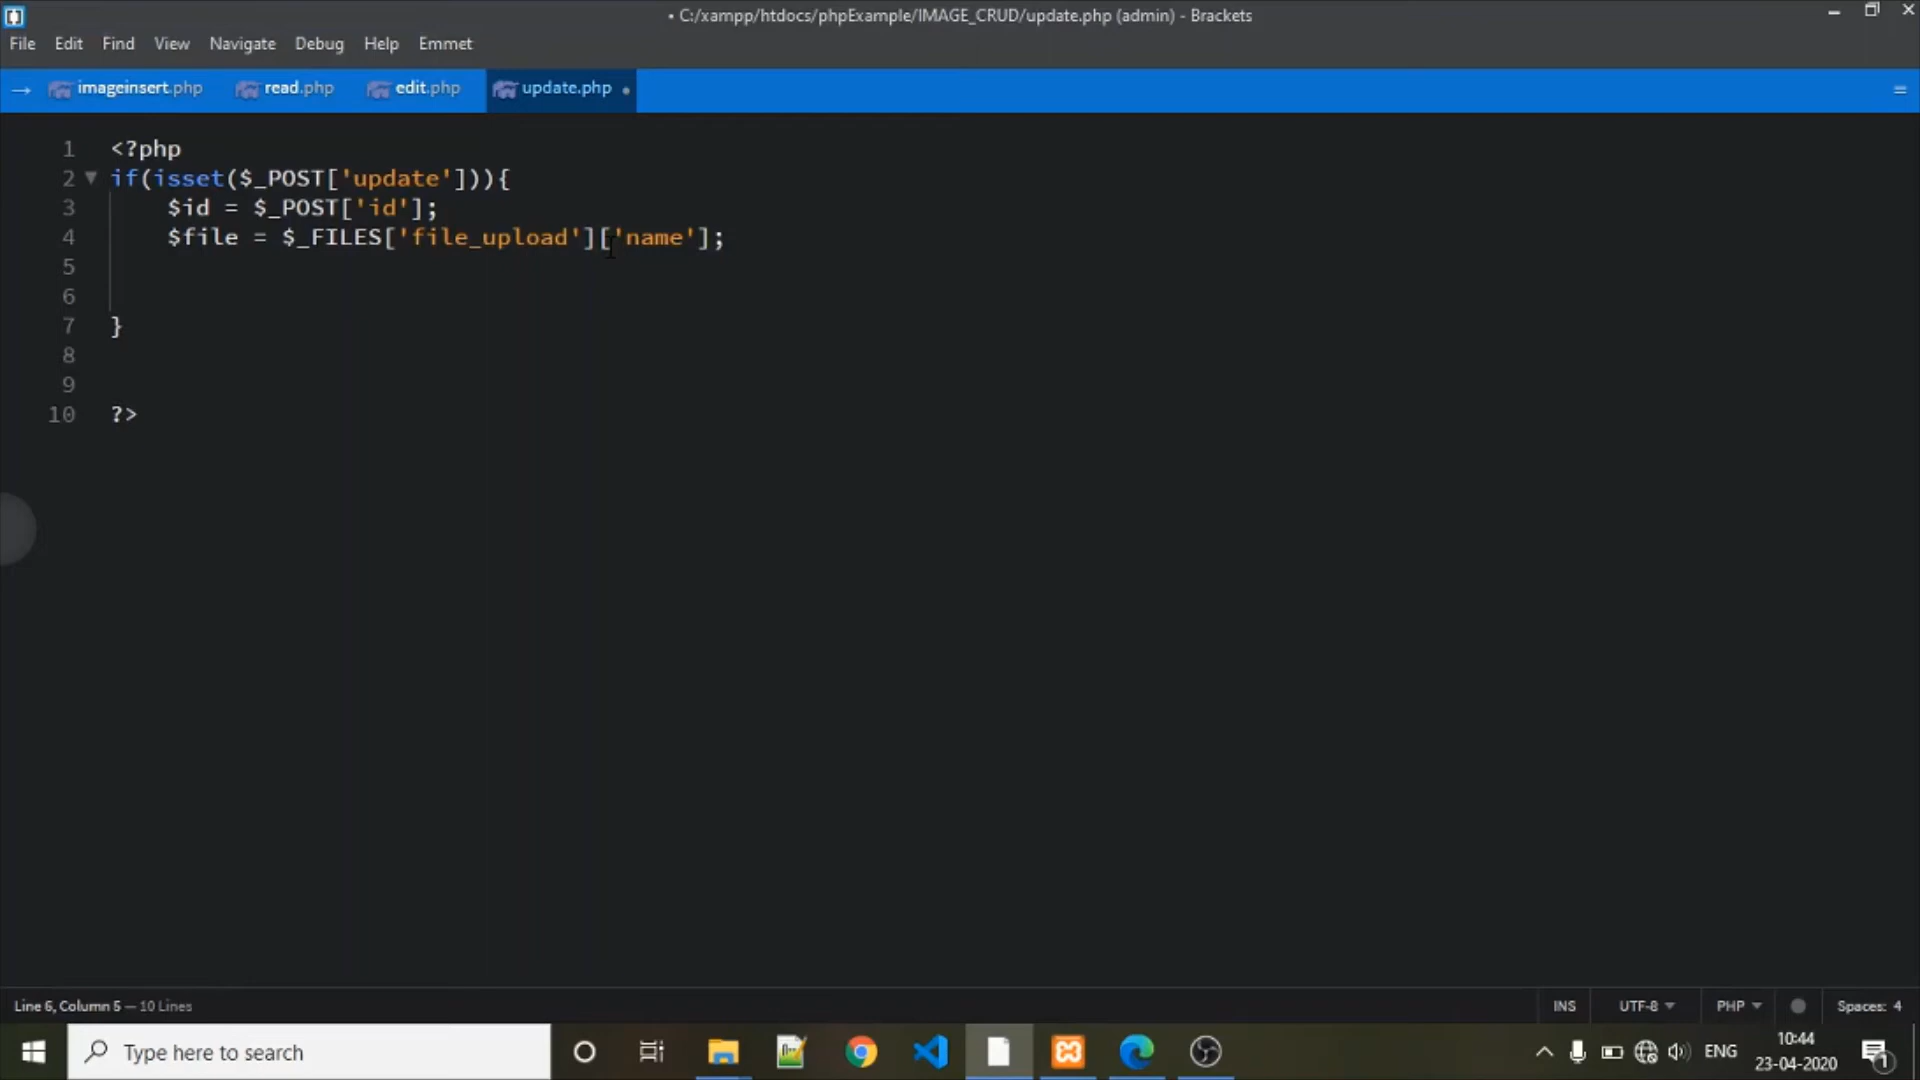 • C:/xampp/htdocs/phpExample/IMAGE_CRUD/update.php (admin) - Brackets
File Edit Find View Navigate Debug Help Emmet
→ imageinsert.php read.php edit.php update.php •
1 <?php
2 if(isset($_POST['update'])){
3 $id = $_POST['id'];
4 $file = $_FILES['file_upload']['name'];
5
6
7 }
8
9
10 ?>
Line 6, Column 5 — 10 Lines
INS UTF-8 PHP Spaces: 4
Type here to search
ENG
10:44
23-04-2020
1